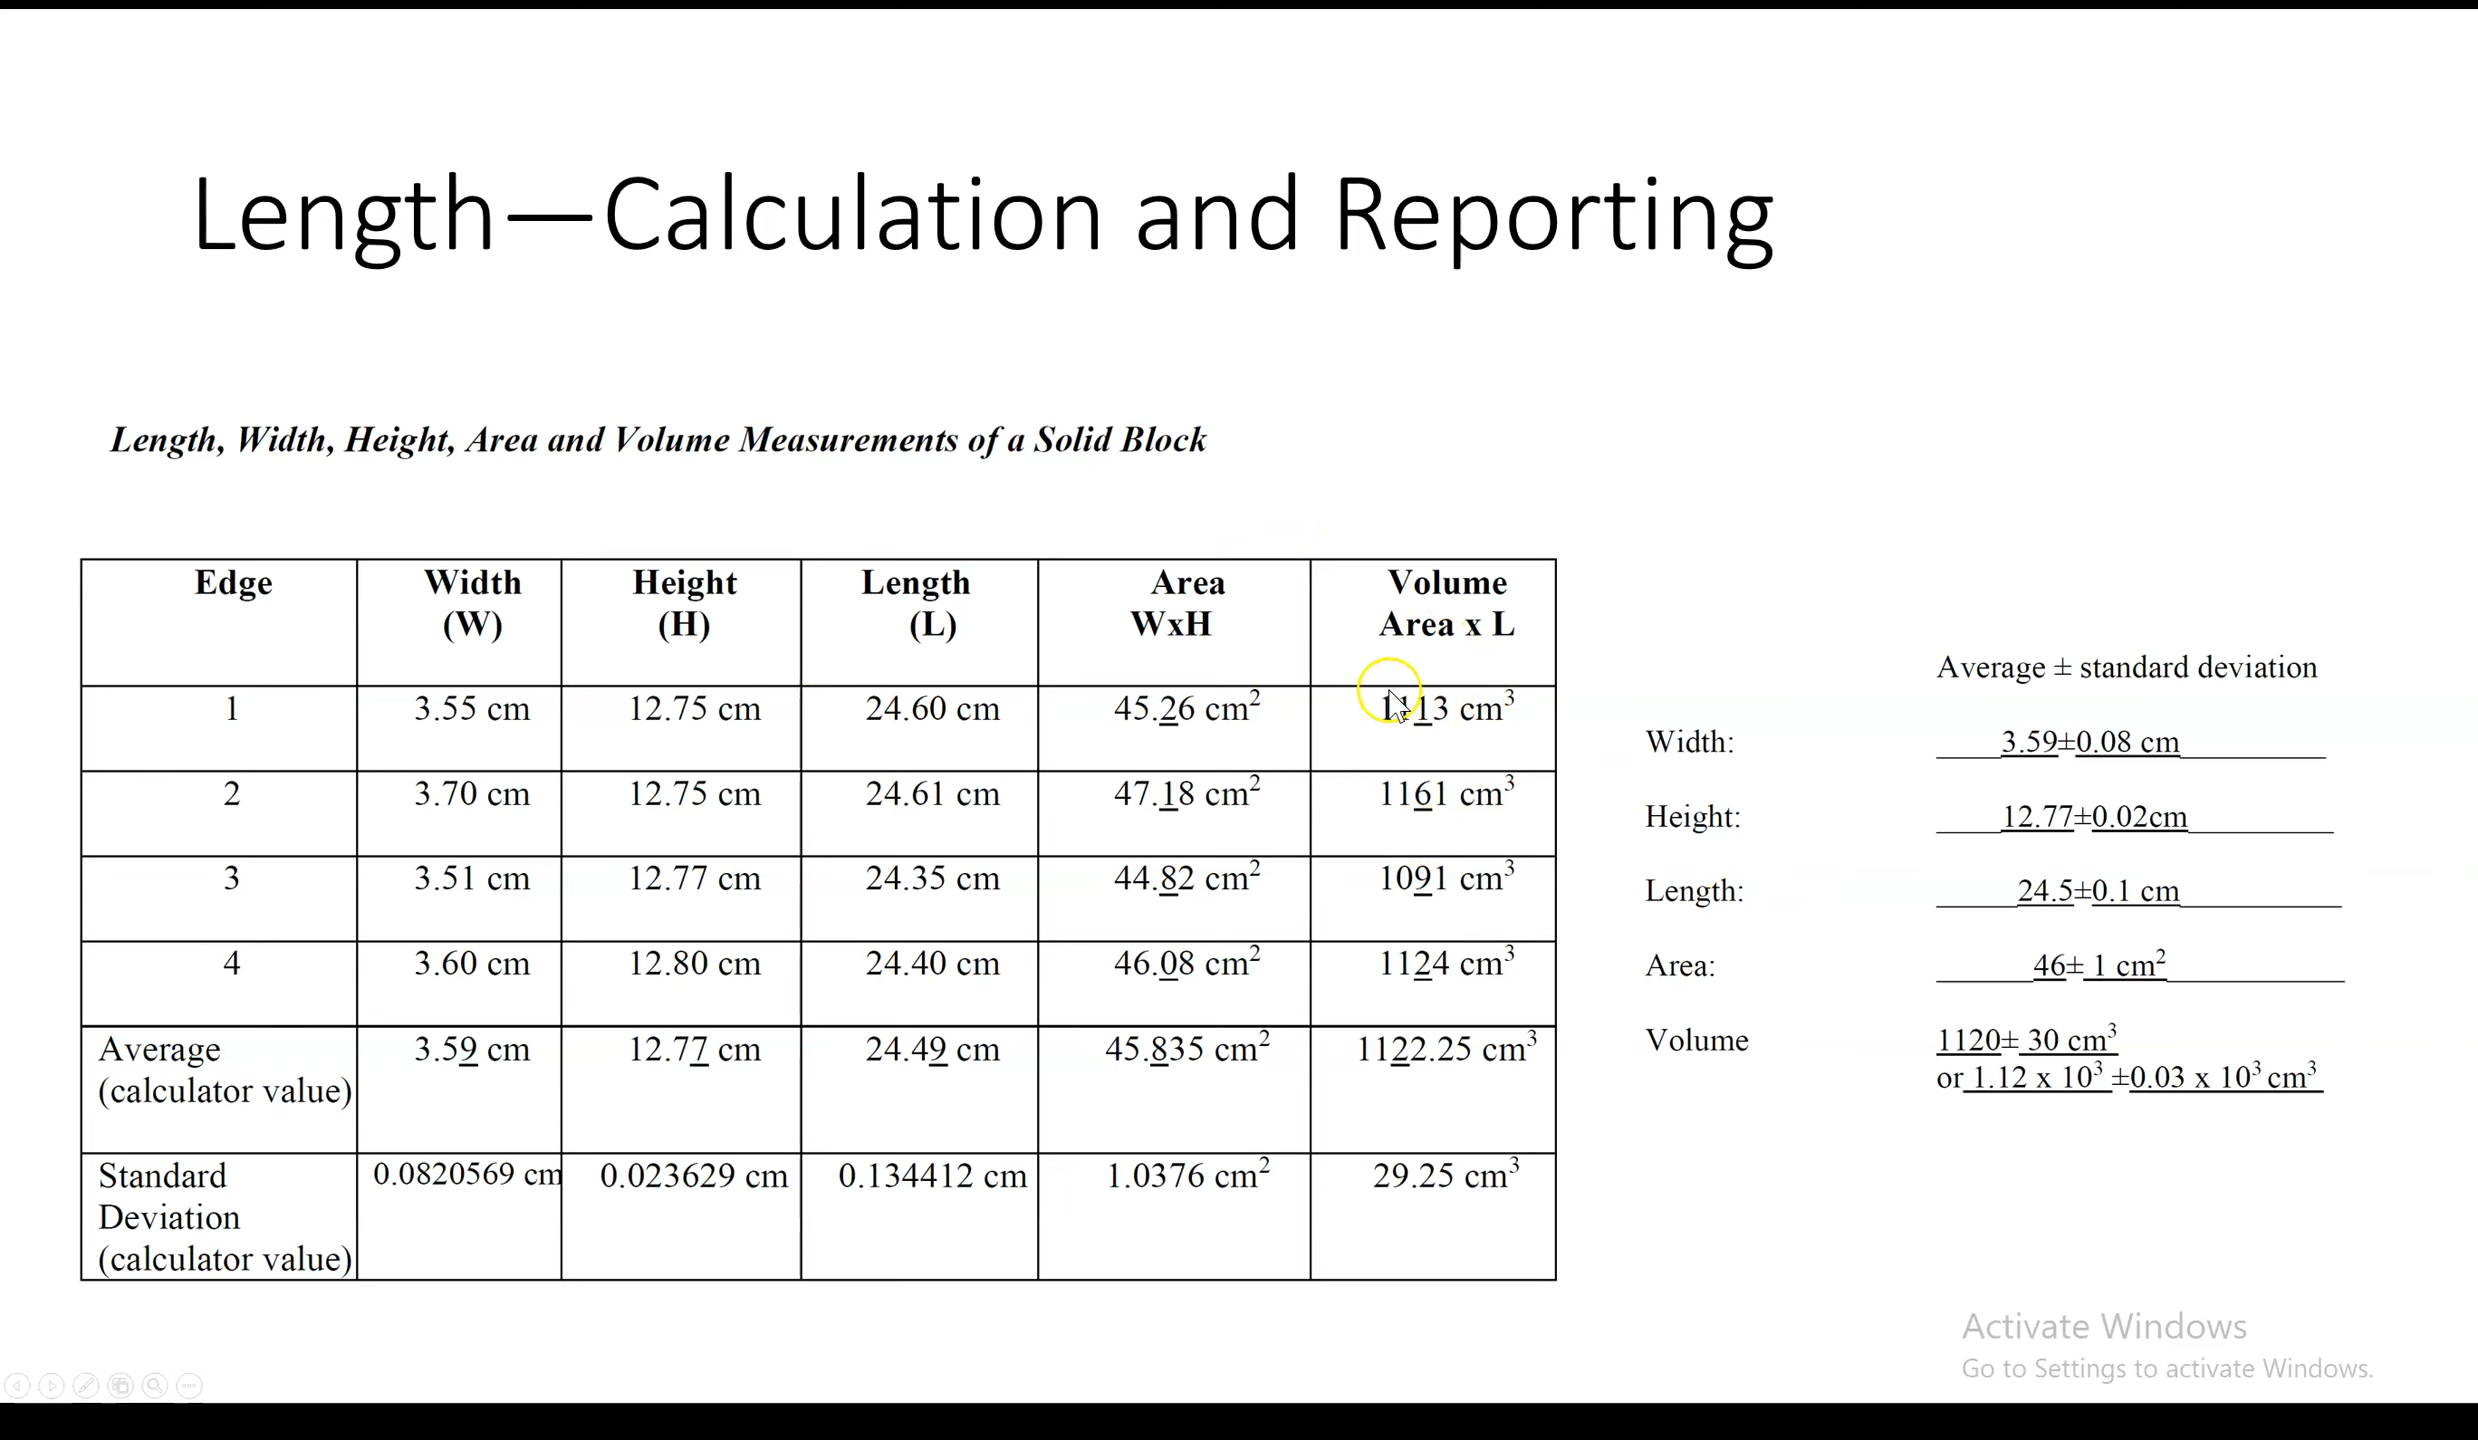 Length—Calculation and Reporting
Length, Width, Height, Area and Volume Measurements of a Solid Block
Edge Width (W) Height (H) Length (L) Area WxH Volume Area x L
1 3.55 cm 12.75 cm 24.60 cm 45.26 cm² 1113 cm³
2 3.70 cm 12.75 cm 24.61 cm 47.18 cm² 1161 cm³
3 3.51 cm 12.77 cm 24.35 cm 44.82 cm² 1091 cm³
4 3.60 cm 12.80 cm 24.40 cm 46.08 cm² 1124 cm³
Average (calculator value) 3.59 cm 12.77 cm 24.49 cm 45.835 cm² 1122.25 cm³
Standard Deviation (calculator value) 0.0820569 cm 0.023629 cm 0.134412 cm 1.0376 cm² 29.25 cm³
Average ± standard deviation
Width: 3.59±0.08 cm
Height: 12.77±0.02cm
Length: 24.5±0.1 cm
Area: 46± 1 cm²
Volume 1120± 30 cm³
or 1.12 x 10³ ±0.03 x 10³ cm³
Activate Windows
Go to Settings to activate Windows.